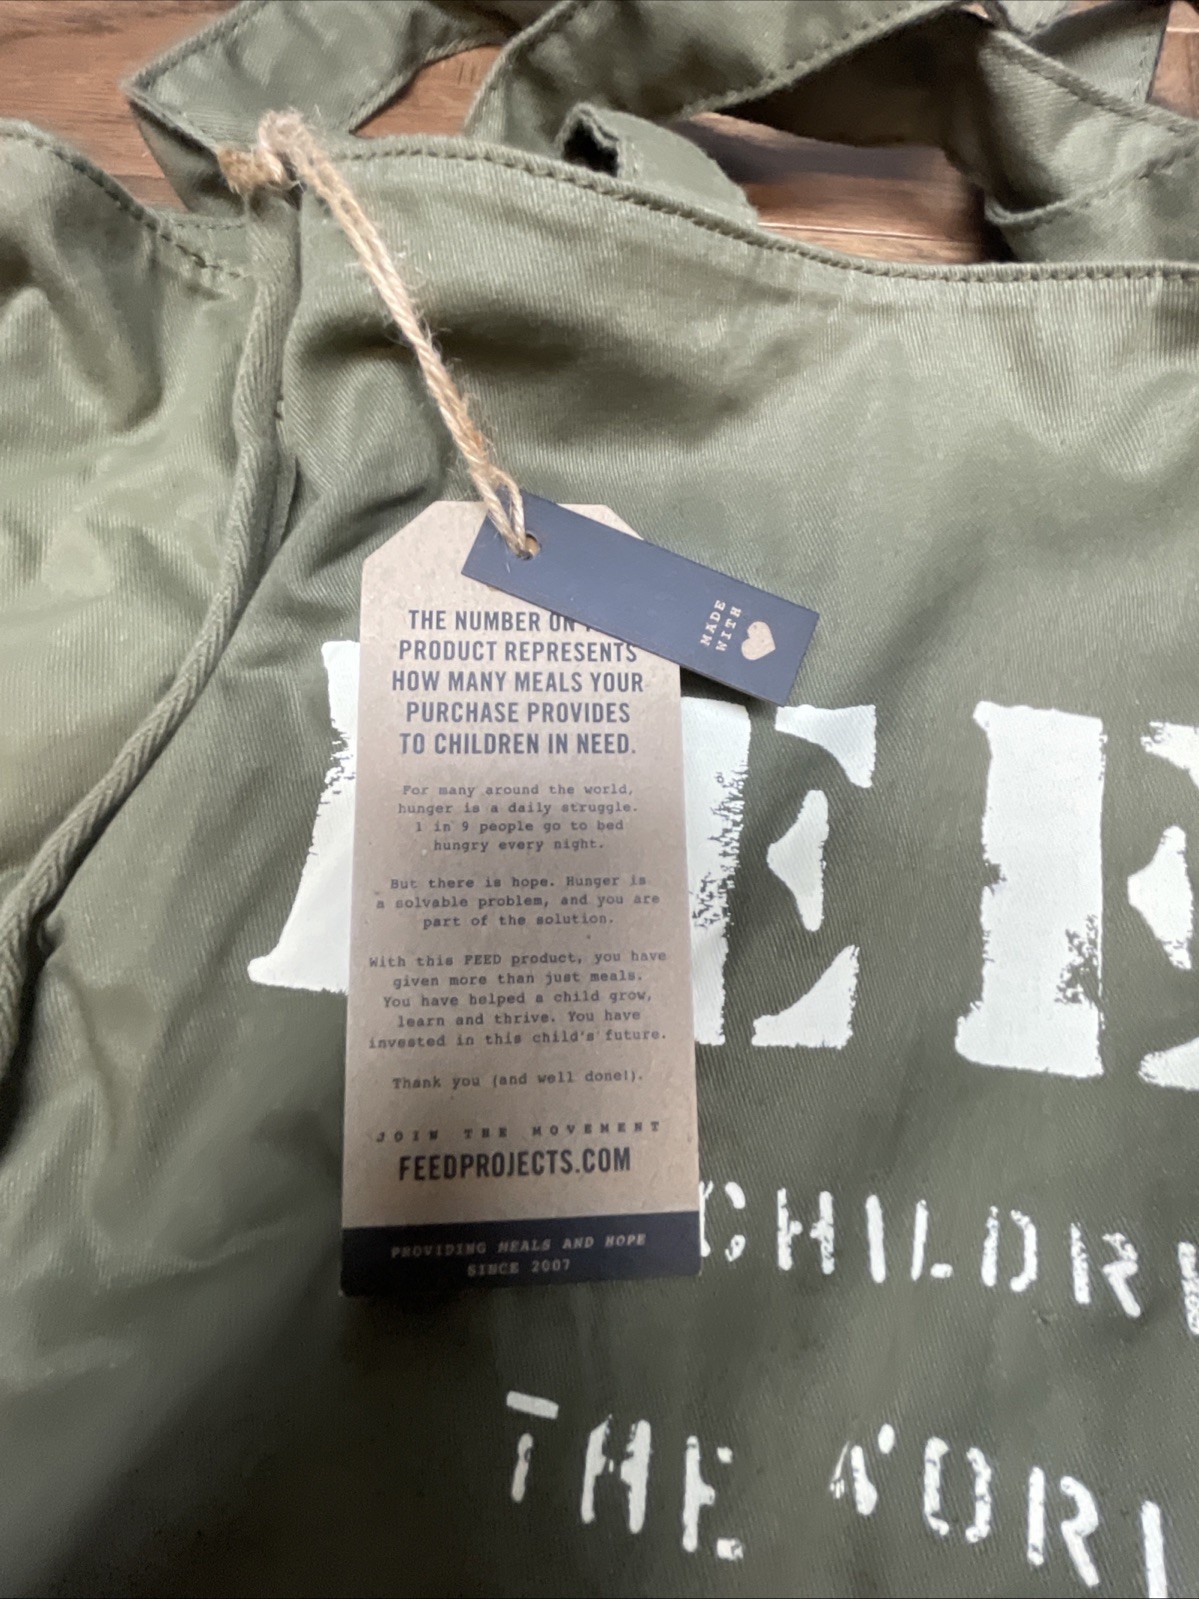 MADE
WITH
THE NUMBER ON
PRODUCT REPRESENTS
HOW MANY MEALS YOUR
PURCHASE PROVIDES
TO CHILDREN IN NEED.
For many around the world,
hunger is a daily struggle.
1 in 9 people go to bed
hungry every night.
But there is hope. Hunger is
a solvable problem, and you are
part of the solution.
With this FEED product, you have
given more than just meals.
You have helped a child grow,
learn and thrive. You have
invested in this child's future.
Thank you (and well done!).
JOIN THE MOVEMENT
FEEDPROJECTS.COM
PROVIDING MEALS AND HOPE
SINCE 2007
EE
CHILDR
THE WORL